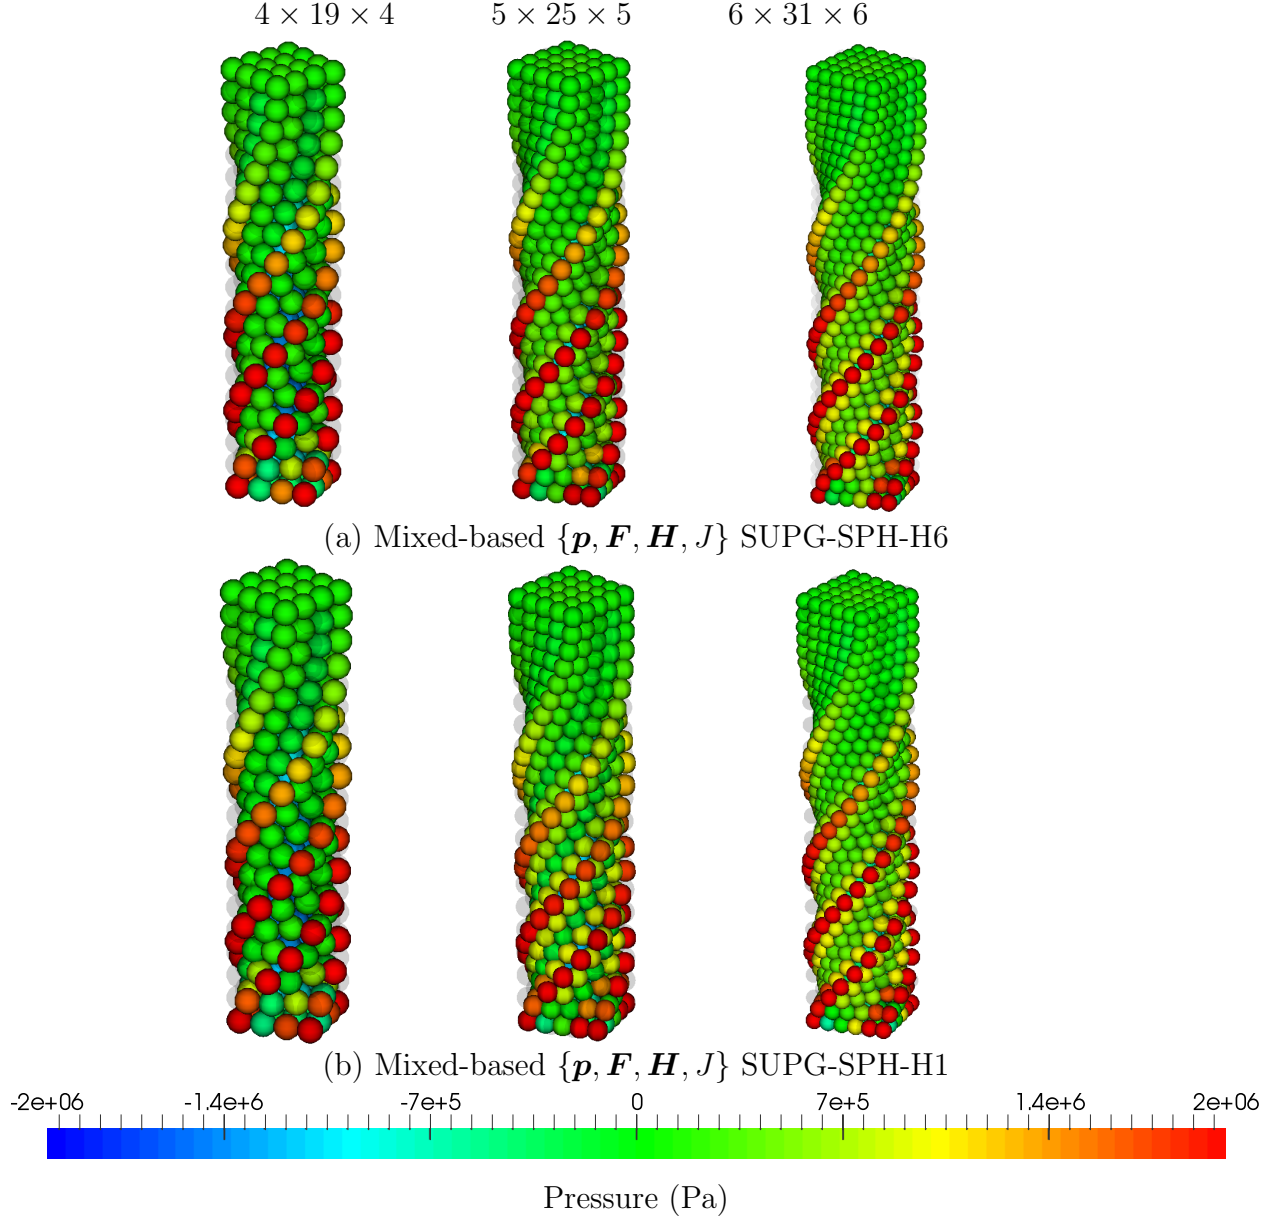 4 × 19 × 4 5 × 25 × 5 6 × 31 × 6
(a) Mixed-based {p, F, H, J} SUPG-SPH-H6
(b) Mixed-based {p, F, H, J} SUPG-SPH-H1
-2e+06 -1.4e+6 -7e+5 0 7e+5 1.4e+6 2e+06
Pressure (Pa)